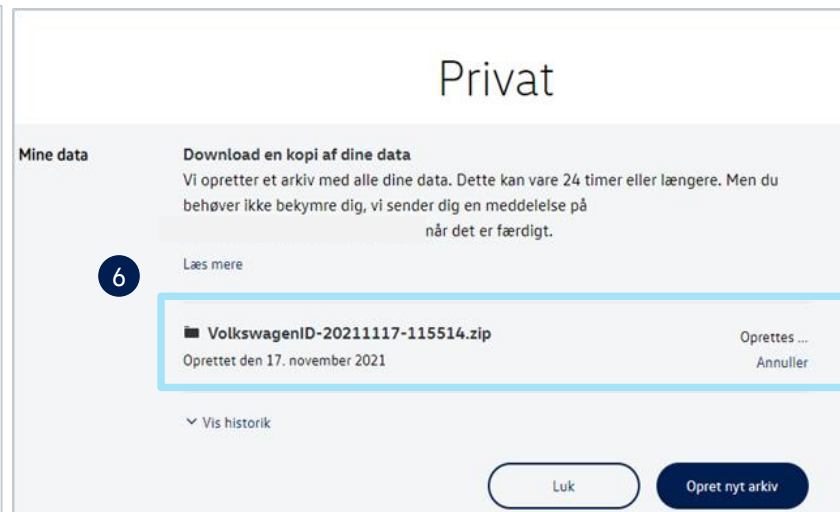 Privat
Mine data
Download en kopi af dine data
Vi opretter et arkiv med alle dine data. Dette kan vare 24 timer eller længere. Men du
behøver ikke bekymre dig, vi sender dig en meddelelse på
når det er færdigt.
Læs mere
6
VolkswagenID-20211117-115514.zip
Oprettes ...
Oprettet den 17. november 2021
Annuller
Vis historik
Luk
Opret nyt arkiv